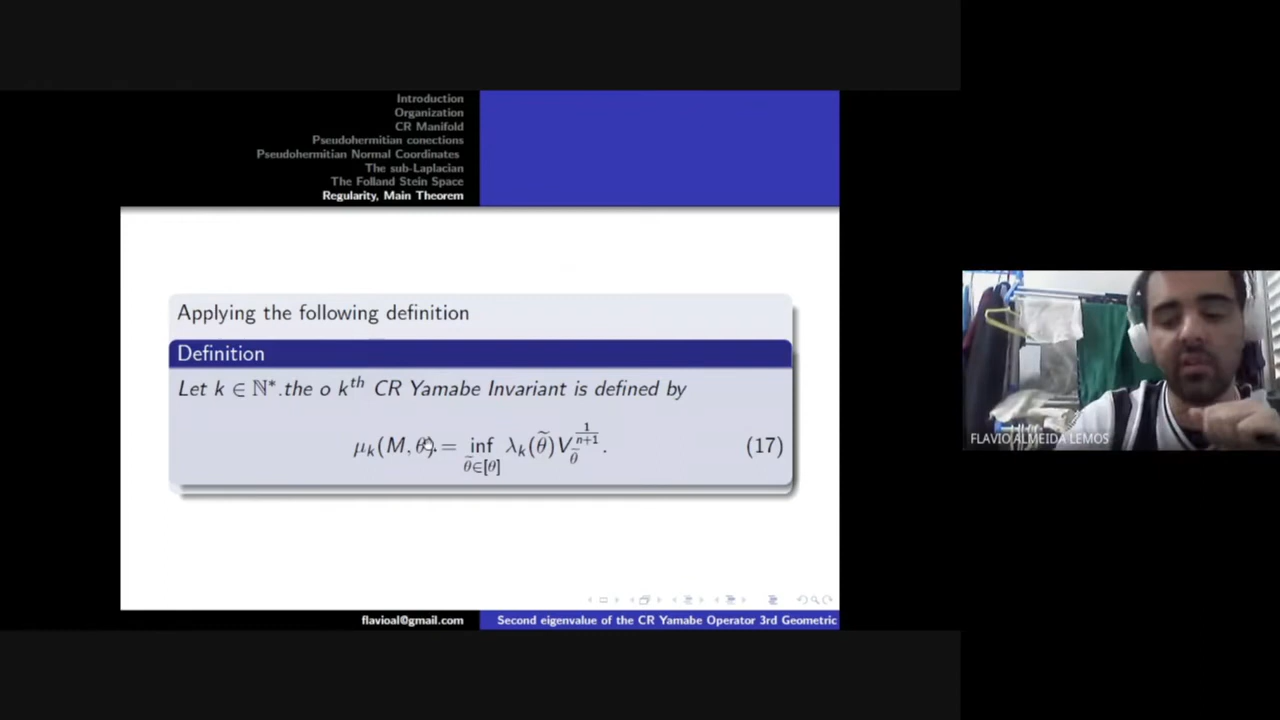 Introduction
Organization
CR Manifold
Pseudohermitian conections
Pseudohermitian Normal Coordinates
The sub-Laplacian
The Folland Stein Space
Regularity, Main Theorem
Applying the following definition
Definition
Let k ∈ ℕ* .the o k^th CR Yamabe Invariant is defined by
μ_k(M, θ) := inf_{θ̃∈[θ]} λ_k(θ̃)V_θ̃^{1/(n+1)}. (17)
flavioal@gmail.com
Second eigenvalue of the CR Yamabe Operator 3rd Geometric
FLAVIO ALMEIDA LEMOS